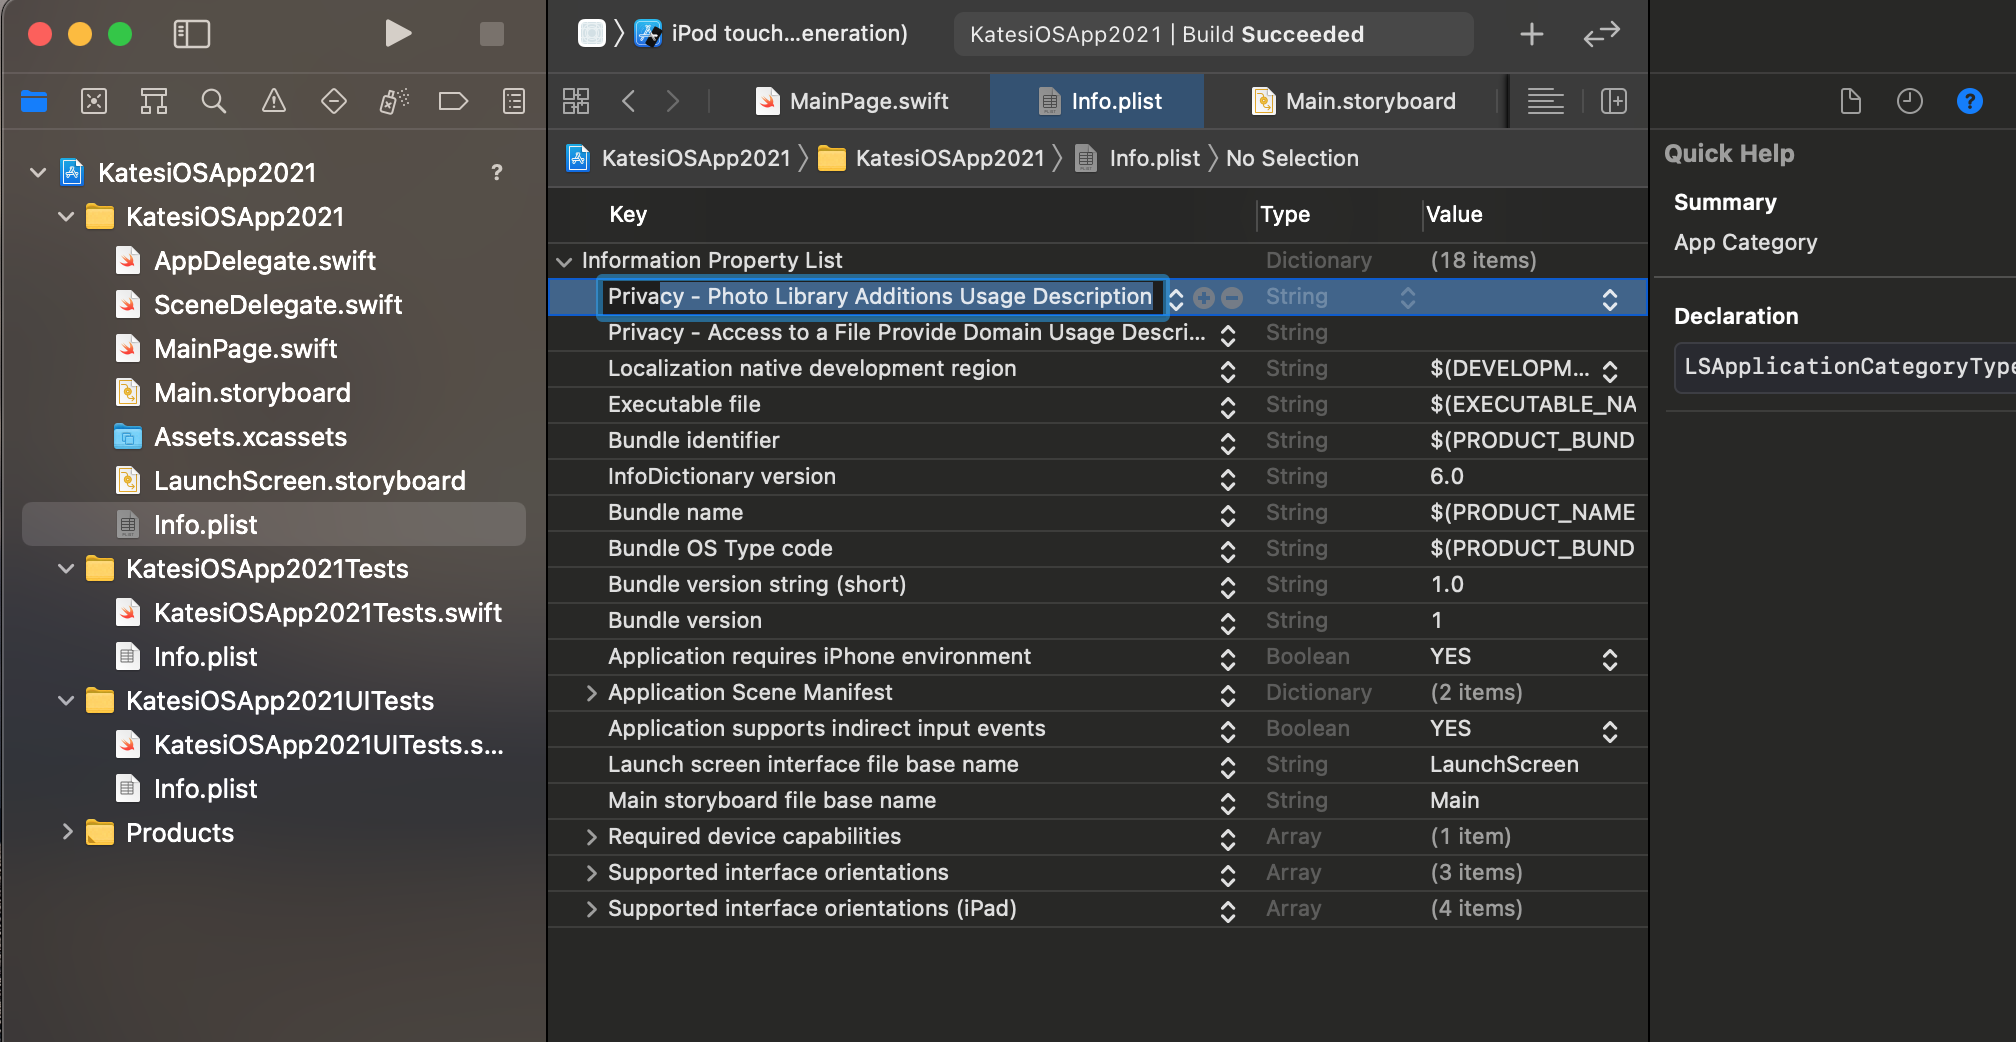 iPod touch...eneration)
KatesiOSApp2021 | Build Succeeded
MainPage.swift
Info.plist
Main.storyboard
KatesiOSApp2021
KatesiOSApp2021
Info.plist
No Selection
KatesiOSApp2021 ?
KatesiOSApp2021
AppDelegate.swift
SceneDelegate.swift
MainPage.swift
Main.storyboard
Assets.xcassets
LaunchScreen.storyboard
Info.plist
KatesiOSApp2021Tests
KatesiOSApp2021Tests.swift
Info.plist
KatesiOSApp2021UITests
KatesiOSApp2021UITests.s...
Info.plist
Products
Key Type Value
Information Property List Dictionary (18 items)
Privacy - Photo Library Additions Usage Description String
Privacy - Access to a File Provide Domain Usage Descri... String
Localization native development region String $(DEVELOPM...
Executable file String $(EXECUTABLE_NA
Bundle identifier String $(PRODUCT_BUND
InfoDictionary version String 6.0
Bundle name String $(PRODUCT_NAME
Bundle OS Type code String $(PRODUCT_BUND
Bundle version string (short) String 1.0
Bundle version String 1
Application requires iPhone environment Boolean YES
Application Scene Manifest Dictionary (2 items)
Application supports indirect input events Boolean YES
Launch screen interface file base name String LaunchScreen
Main storyboard file base name String Main
Required device capabilities Array (1 item)
Supported interface orientations Array (3 items)
Supported interface orientations (iPad) Array (4 items)
?
Quick Help
Summary
App Category
Declaration
LSApplicationCategoryType